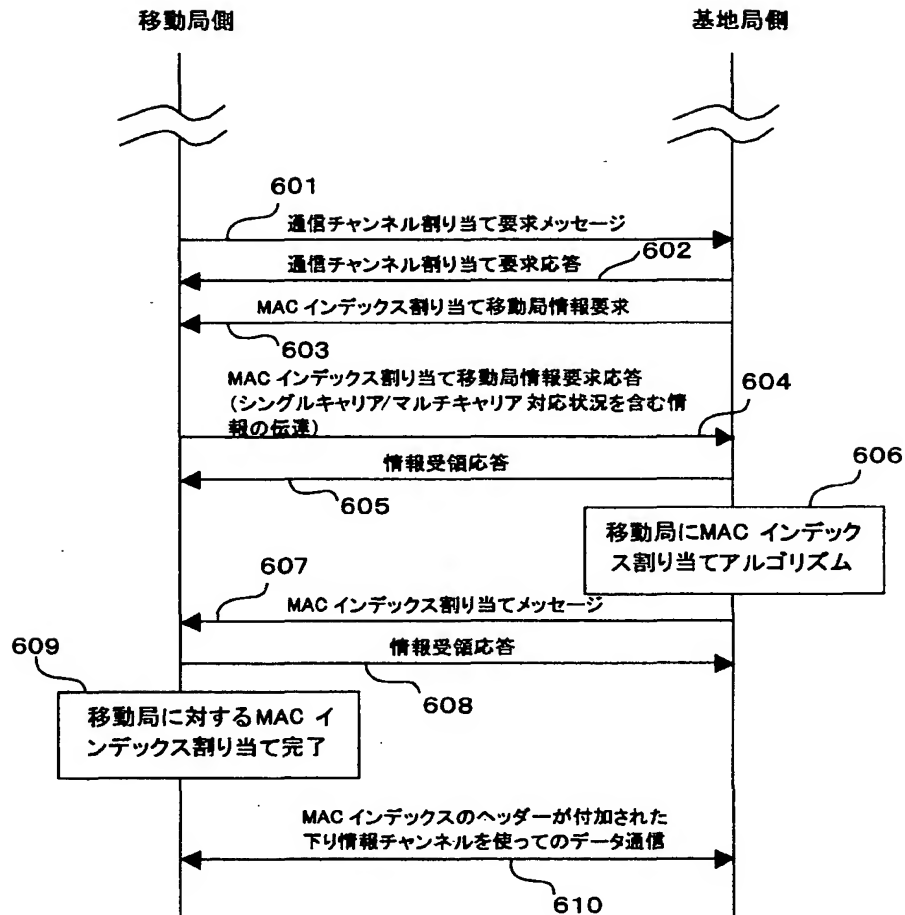 移動局側
基地局側
601
通信チャンネル割り当て要求メッセージ
通信チャンネル割り当て要求応答
602
MAC インデックス割り当て移動局情報要求
603
MAC インデックス割り当て移動局情報要求応答
(シングルキャリア/マルチキャリア 対応状況を含む情
報の伝達)
604
情報受領応答
605
606
移動局にMAC インデック
ス割り当てアルゴリズム
607
MAC インデックス割り当てメッセージ
609
情報受領応答
608
移動局に対するMAC イ
ンデックス割り当て完了
MAC インデックスのヘッダーが付加された
下り情報チャンネルを使ってのデータ通信
610